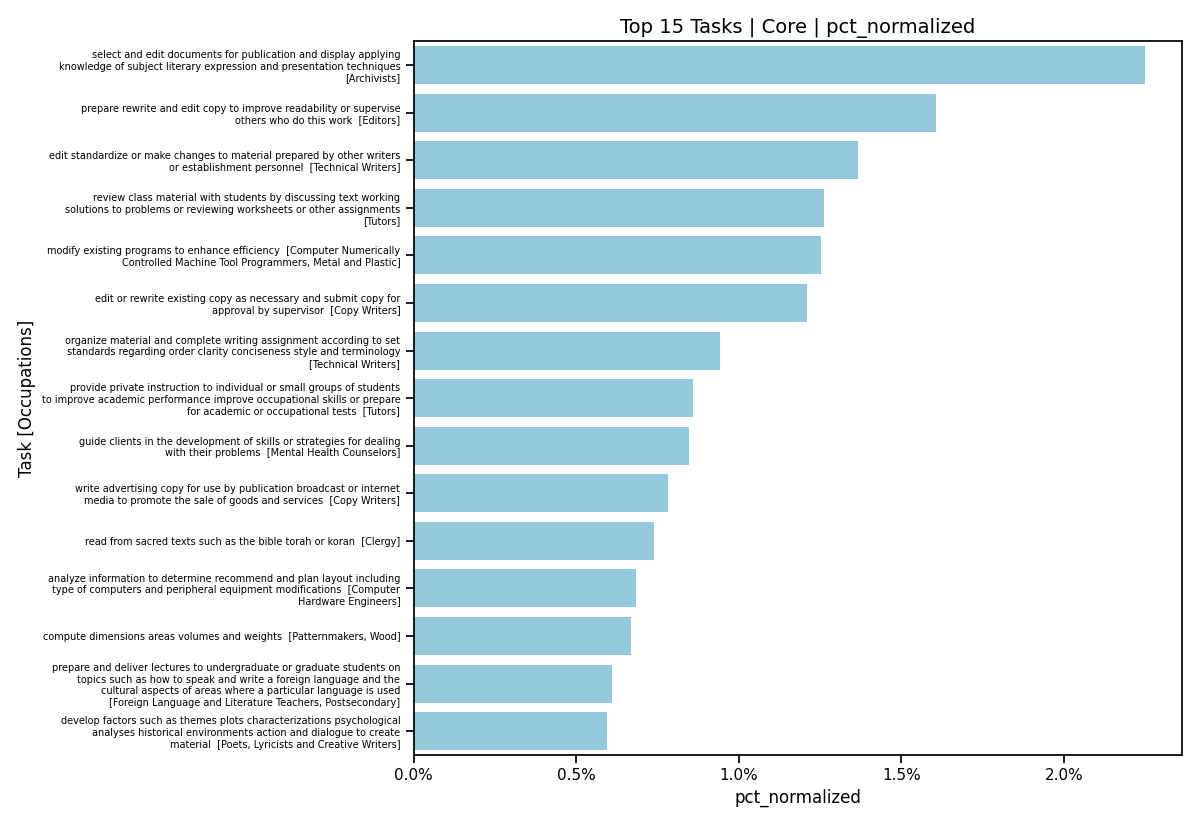 Top 15 Tasks | Core | pct_normalized
select and edit documents for publication and display applying
knowledge of subject literary expression and presentation techniques
[Archivists]
prepare rewrite and edit copy to improve readability or supervise
others who do this work  [Editors]
edit standardize or make changes to material prepared by other writers
or establishment personnel  [Technical Writers]
review class material with students by discussing text working
solutions to problems or reviewing worksheets or other assignments
[Tutors]
modify existing programs to enhance efficiency  [Computer Numerically
Controlled Machine Tool Programmers, Metal and Plastic]
edit or rewrite existing copy as necessary and submit copy for
approval by supervisor  [Copy Writers]
organize material and complete writing assignment according to set
standards regarding order clarity conciseness style and terminology
[Technical Writers]
provide private instruction to individual or small groups of students
to improve academic performance improve occupational skills or prepare
for academic or occupational tests  [Tutors]
guide clients in the development of skills or strategies for dealing
with their problems  [Mental Health Counselors]
write advertising copy for use by publication broadcast or internet
media to promote the sale of goods and services  [Copy Writers]
read from sacred texts such as the bible torah or koran  [Clergy]
analyze information to determine recommend and plan layout including
type of computers and peripheral equipment modifications  [Computer
Hardware Engineers]
compute dimensions areas volumes and weights  [Patternmakers, Wood]
prepare and deliver lectures to undergraduate or graduate students on
topics such as how to speak and write a foreign language and the
cultural aspects of areas where a particular language is used
[Foreign Language and Literature Teachers, Postsecondary]
develop factors such as themes plots characterizations psychological
analyses historical environments action and dialogue to create
material  [Poets, Lyricists and Creative Writers]
Task [Occupations]
0.0% 0.5% 1.0% 1.5% 2.0%
pct_normalized